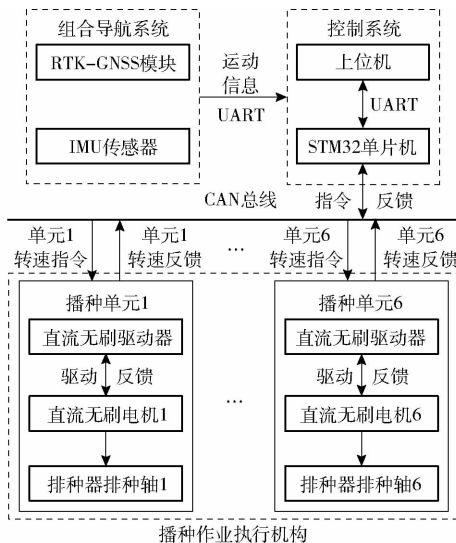 组合导航系统
RTK-GNSS模块
IMU传感器
运动
信息
UART
控制系统
上位机
UART
STM32单片机
CAN总线
指令 反馈
单元1 单元1 ... 单元6 单元6
转速指令 转速反馈 转速指令 转速反馈
播种单元1
直流无刷驱动器
驱动 反馈
直流无刷电机1
排种器排种轴1
...
播种单元6
直流无刷驱动器
驱动 反馈
直流无刷电机6
排种器排种轴6
播种作业执行机构